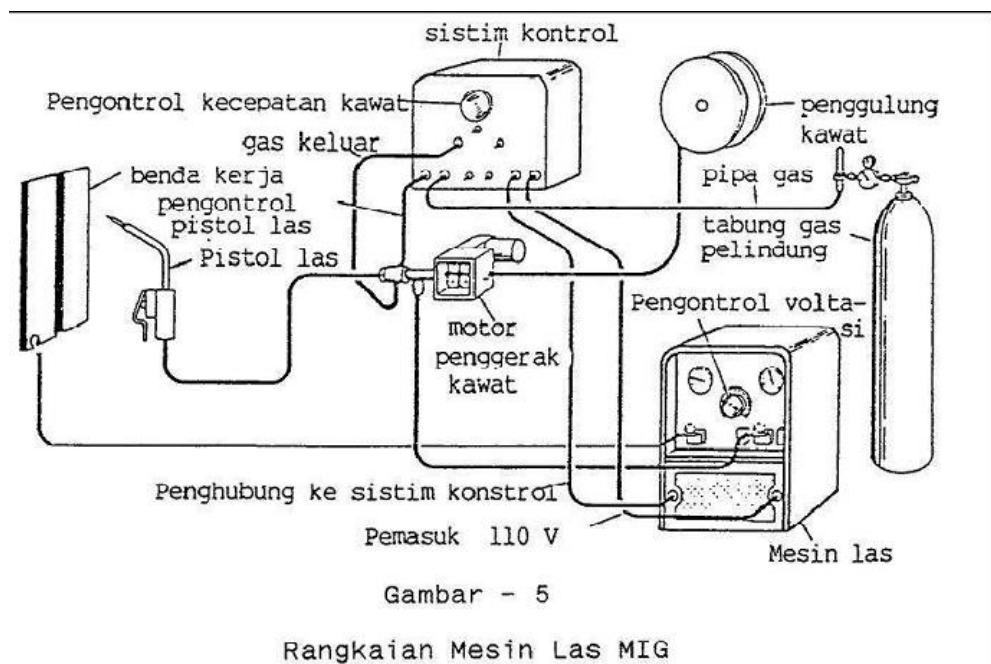 sistim kontrol
Pengontrol kecepatan kawat
gas keluar
benda kerja
pengontrol
pistol las
Pistol las
penggulung
kawat
pipa gas
tabung gas
pelindung
motor
penggerak
kawat
Pengontrol volta-
si
Penghubung ke sistim konstrol
Pemasuk 110 V
Mesin las
Gambar - 5
Rangkaian Mesin Las MIG